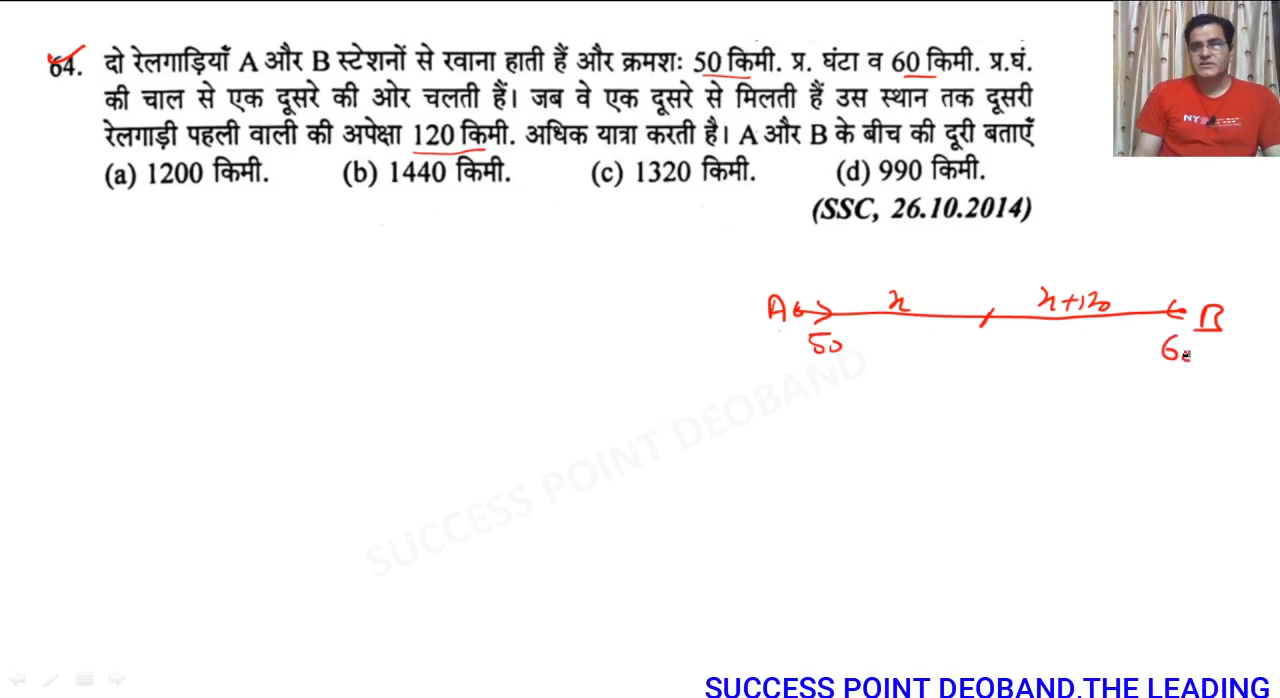 64. दो रेलगाड़ियाँ A और B स्टेशनों से रवाना हाती हैं और क्रमशः 50 किमी. प्र. घंटा व 60 किमी. प्र.घं.
की चाल से एक दूसरे की ओर चलती हैं। जब वे एक दूसरे से मिलती हैं उस स्थान तक दूसरी
रेलगाड़ी पहली वाली की अपेक्षा 120 किमी. अधिक यात्रा करती है। A और B के बीच की दूरी बताएँ
(a) 1200 किमी. (b) 1440 किमी. (c) 1320 किमी. (d) 990 किमी.
(SSC, 26.10.2014)
A x x+120 B
50 60
SUCCESS POINT DEOBAND
SUCCESS POINT DEOBAND,THE LEADING